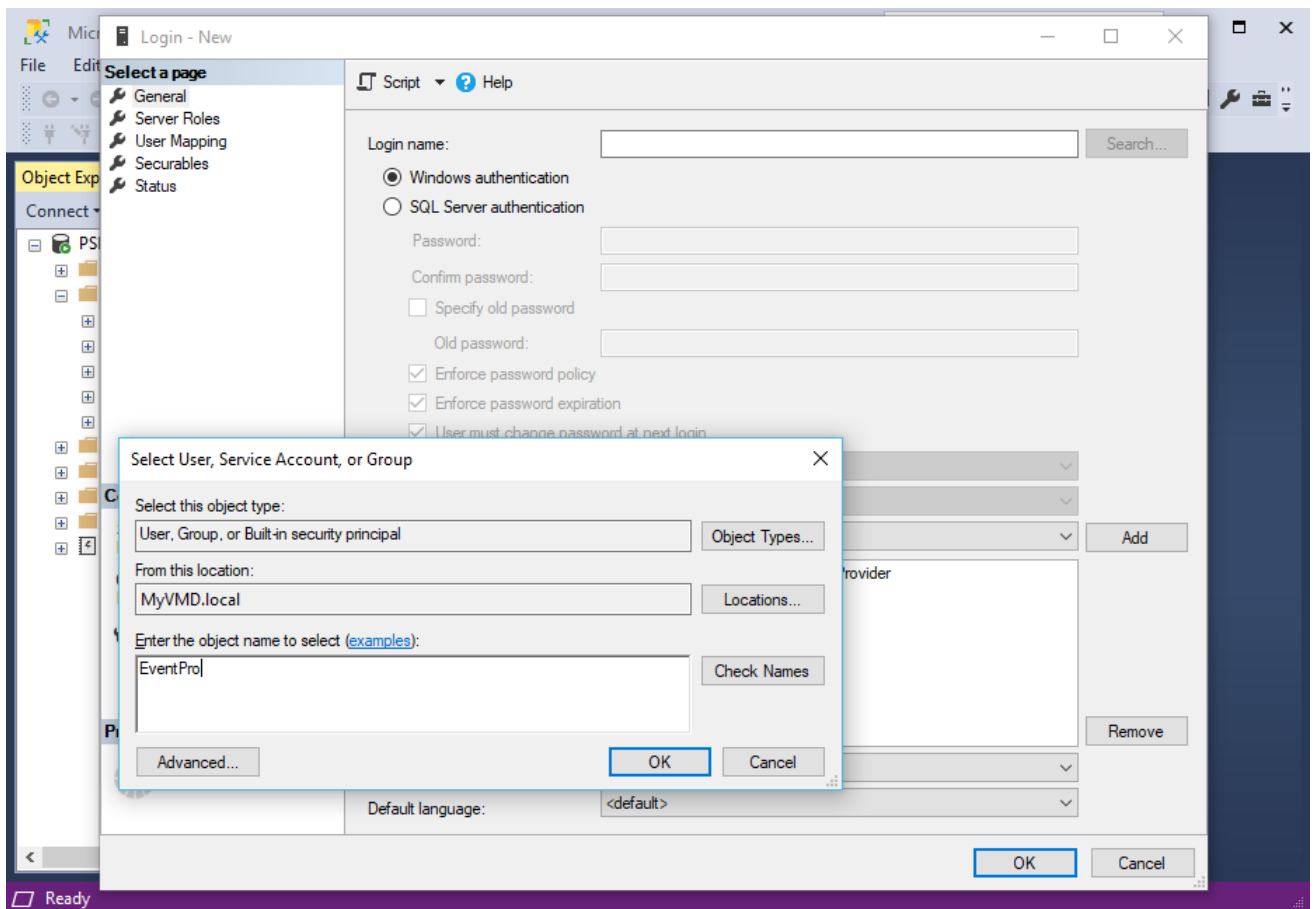 Micr
Login - New
File Edit
Select a page
Script Help
General
Server Roles
User Mapping
Securables
Status
Login name:
Search...
Windows authentication
SQL Server authentication
Password:
Confirm password:
Specify old password
Old password:
Enforce password policy
Enforce password expiration
User must change password at next login
Object Exp
Connect
PSI
Select User, Service Account, or Group
Select this object type:
User, Group, or Built-in security principal
Object Types...
From this location:
MyVMD.local
Locations...
Enter the object name to select (examples):
EventPro
Check Names
Advanced...
OK
Cancel
C
Add
Provider
Remove
Default language:
<default>
OK
Cancel
Ready